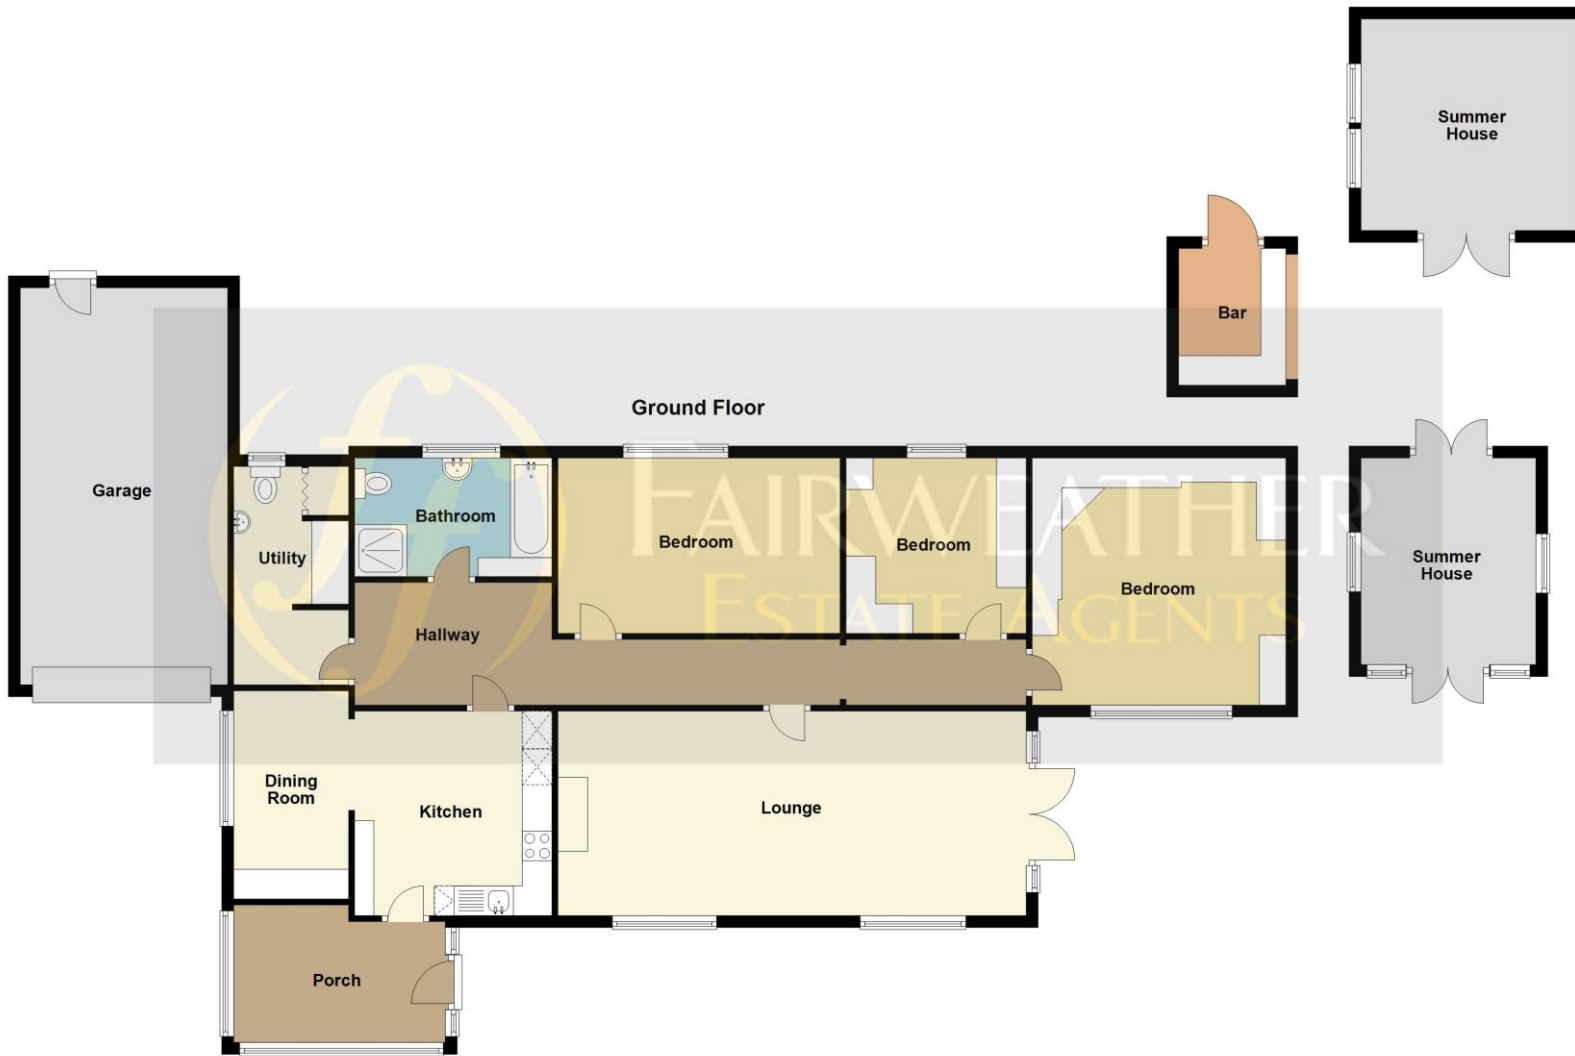 Summer
House
Bar
Ground Floor
Garage
FAIRWEATHER
ESTATE AGENTS
Bathroom
Bedroom
Bedroom
Utility
Summer
House
Bedroom
Hallway
Dining
Room
Kitchen
Lounge
Porch